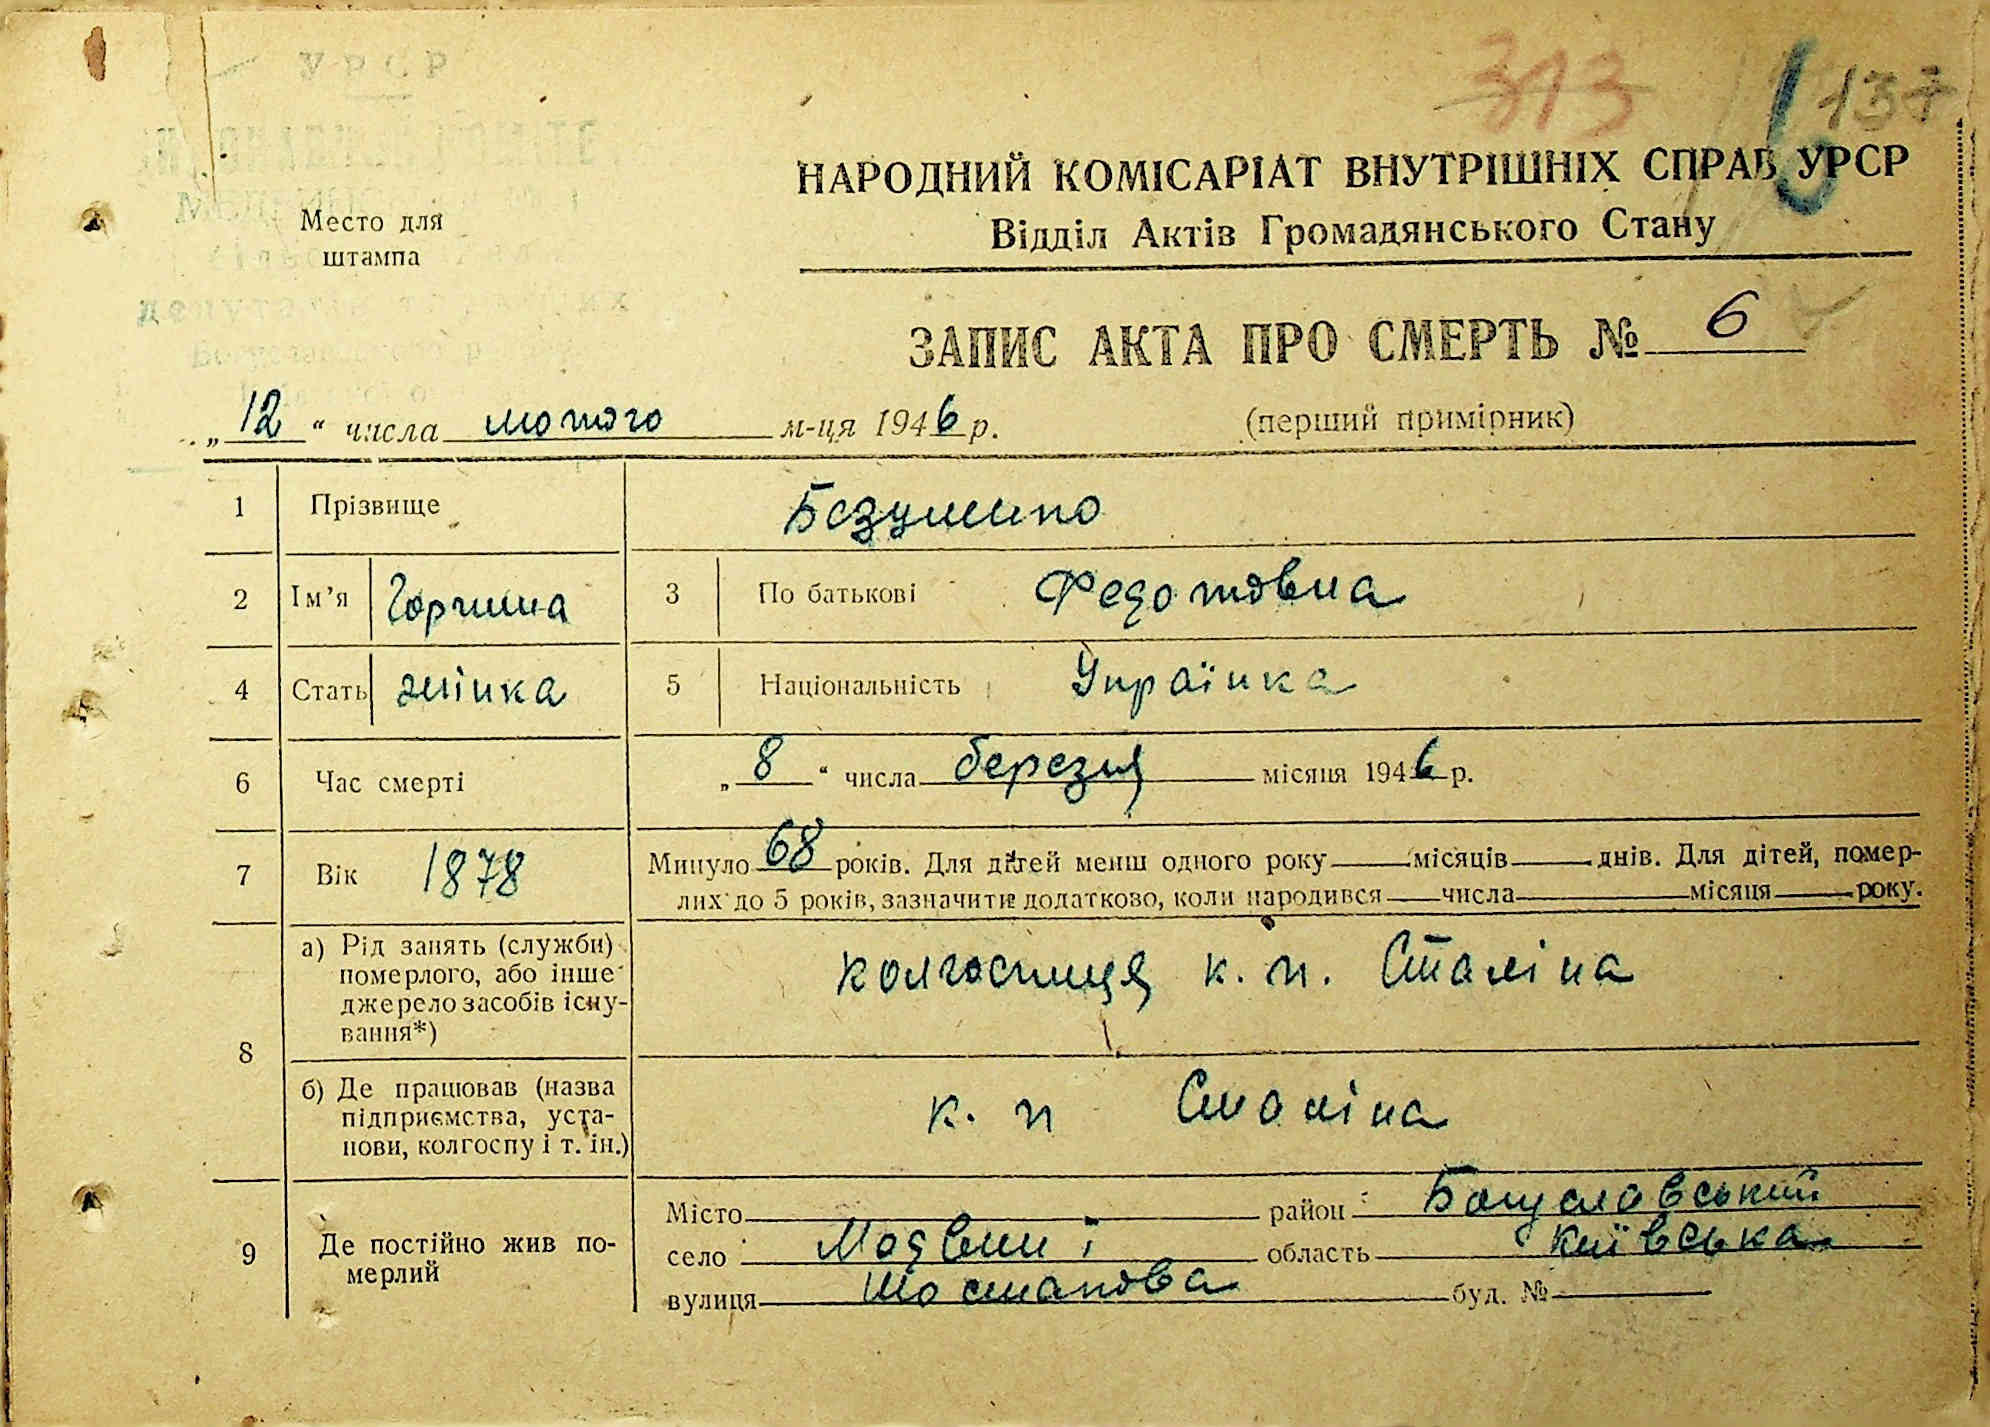 УРСР
313
137
Место для
штампа
НАРОДНИЙ КОМІСАРІАТ ВНУТРІШНІХ СПРАВ УРСР
Відділ Актів Громадянського Стану
ЗАПИС АКТА ПРО СМЕРТЬ № 6
„12“ числа лютого м-ця 1946 р. (перший примірник)
1 Прізвище
2 Ім'я 3 По батькові Федотовна
4 Стать жінка 5 Національність Українка
6 Час смерті „8“ числа березня місяця 1946 р.
7 Вік 1878 Минуло 68 років. Для дітей менш одного року місяців днів. Для дітей, помер-
лих до 5 років, зазначити додатково, коли народився числа місяця року.
8 а) Рід занять (служби)
померлого, або інше
джерело засобів існу-
вання*)
колгоспниця к. п. Сталіна
б) Де працював (назва
підприємства, уста-
нови, колгоспу і т. ін.)
к. п Сталіна
9 Де постійно жив по-
мерлий
Місто район Богуславський
село Медвин і область київська
вулиця буд. №